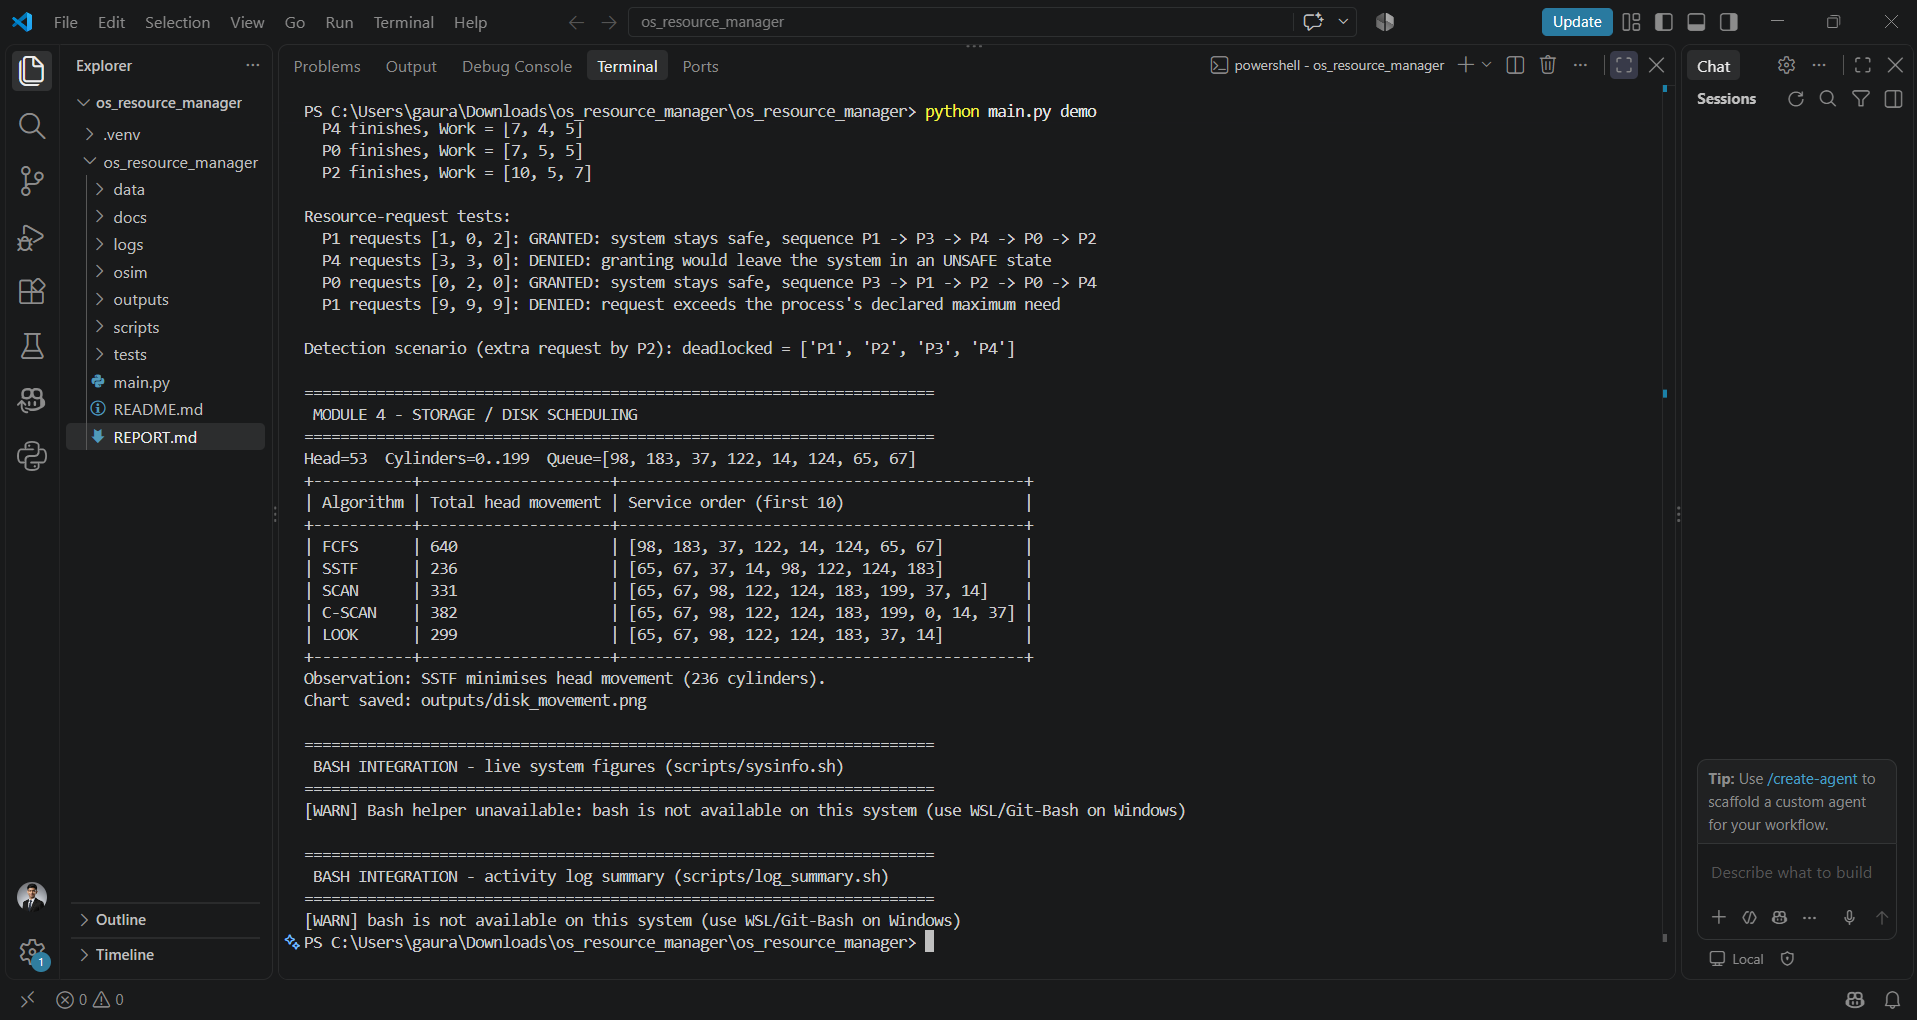 File Edit Selection View Go Run Terminal Help
os_resource_manager
Update
Explorer
os_resource_manager
.venv
os_resource_manager
data
docs
logs
osim
outputs
scripts
tests
main.py
README.md
REPORT.md
Outline
Timeline
1
0 0
Problems Output Debug Console Terminal Ports
powershell - os_resource_manager
PS C:\Users\gaura\Downloads\os_resource_manager\os_resource_manager> python main.py demo
P4 finishes, Work = [7, 4, 5]
P0 finishes, Work = [7, 5, 5]
P2 finishes, Work = [10, 5, 7]
Resource-request tests:
P1 requests [1, 0, 2]: GRANTED: system stays safe, sequence P1 -> P3 -> P4 -> P0 -> P2
P4 requests [3, 3, 0]: DENIED: granting would leave the system in an UNSAFE state
P0 requests [0, 2, 0]: GRANTED: system stays safe, sequence P3 -> P1 -> P2 -> P0 -> P4
P1 requests [9, 9, 9]: DENIED: request exceeds the process's declared maximum need
Detection scenario (extra request by P2): deadlocked = ['P1', 'P2', 'P3', 'P4']
======================================================================
MODULE 4 - STORAGE / DISK SCHEDULING
======================================================================
Head=53 Cylinders=0..199 Queue=[98, 183, 37, 122, 14, 124, 65, 67]
+-----------+---------------------+---------------------------------------------+
| Algorithm | Total head movement | Service order (first 10) |
+-----------+---------------------+---------------------------------------------+
| FCFS | 640 | [98, 183, 37, 122, 14, 124, 65, 67] |
| SSTF | 236 | [65, 67, 37, 14, 98, 122, 124, 183] |
| SCAN | 331 | [65, 67, 98, 122, 124, 183, 199, 37, 14] |
| C-SCAN | 382 | [65, 67, 98, 122, 124, 183, 199, 0, 14, 37] |
| LOOK | 299 | [65, 67, 98, 122, 124, 183, 37, 14] |
+-----------+---------------------+---------------------------------------------+
Observation: SSTF minimises head movement (236 cylinders).
Chart saved: outputs/disk_movement.png
======================================================================
BASH INTEGRATION - live system figures (scripts/sysinfo.sh)
======================================================================
[WARN] Bash helper unavailable: bash is not available on this system (use WSL/Git-Bash on Windows)
======================================================================
BASH INTEGRATION - activity log summary (scripts/log_summary.sh)
======================================================================
[WARN] bash is not available on this system (use WSL/Git-Bash on Windows)
PS C:\Users\gaura\Downloads\os_resource_manager\os_resource_manager>
Chat
Sessions
Tip: Use /create-agent to
scaffold a custom agent
for your workflow.
Describe what to build
Local